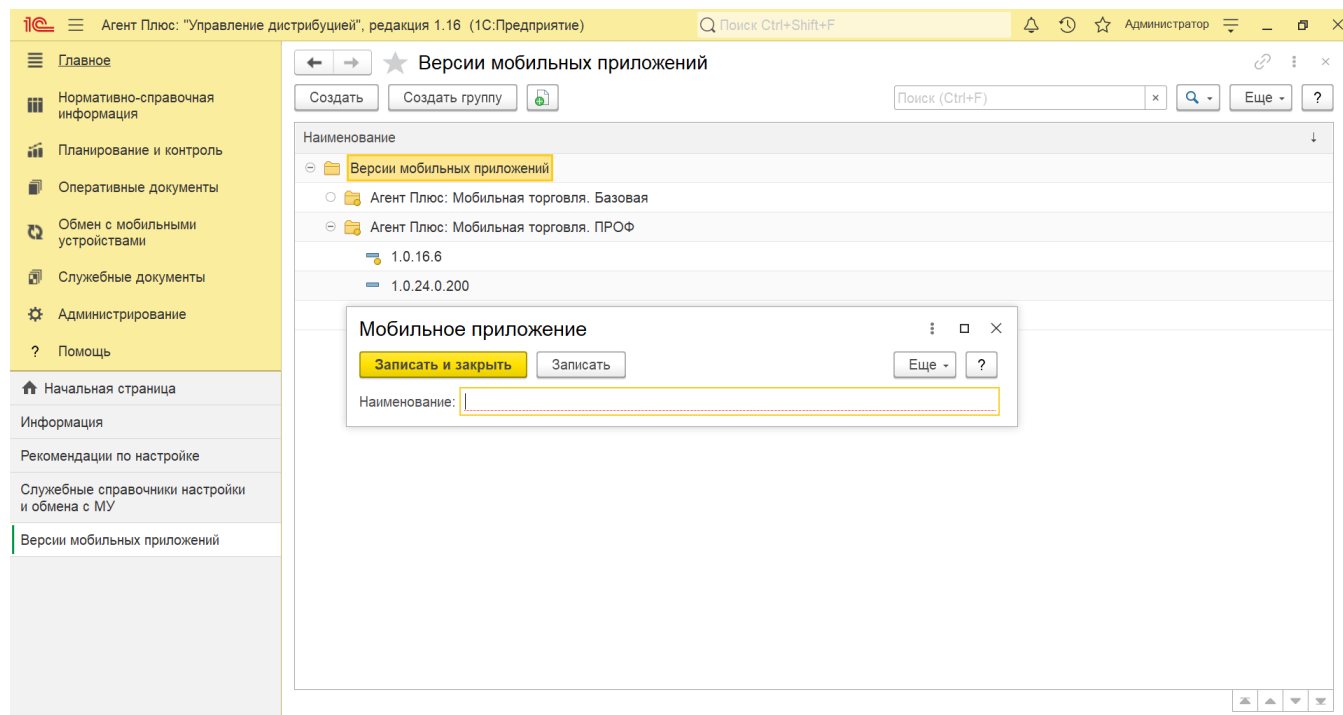 1С Агент Плюс: "Управление дистрибуцией", редакция 1.16 (1С:Предприятие) Поиск Ctrl+Shift+F Администратор
Главное
Нормативно-справочная
информация
Планирование и контроль
Оперативные документы
Обмен с мобильными
устройствами
Служебные документы
Администрирование
? Помощь
Начальная страница
Информация
Рекомендации по настройке
Служебные справочники настройки
и обмена с МУ
Версии мобильных приложений
Версии мобильных приложений
Создать Создать группу Поиск (Ctrl+F) × Еще ?
Наименование ↓
Версии мобильных приложений
Агент Плюс: Мобильная торговля. Базовая
Агент Плюс: Мобильная торговля. ПРОФ
1.0.16.6
1.0.24.0.200
Мобильное приложение
Записать и закрыть Записать Еще ?
Наименование: